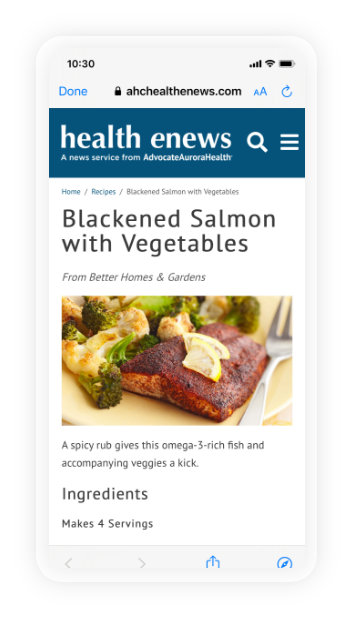 10:30
Done
ahchealthenews.com
AA
health enews
A news service from AdvocateAuroraHealth
Home / Recipes / Blackened Salmon with Vegetables
Blackened Salmon
with Vegetables
From Better Homes & Gardens
A spicy rub gives this omega-3-rich fish and
accompanying veggies a kick.
Ingredients
Makes 4 Servings